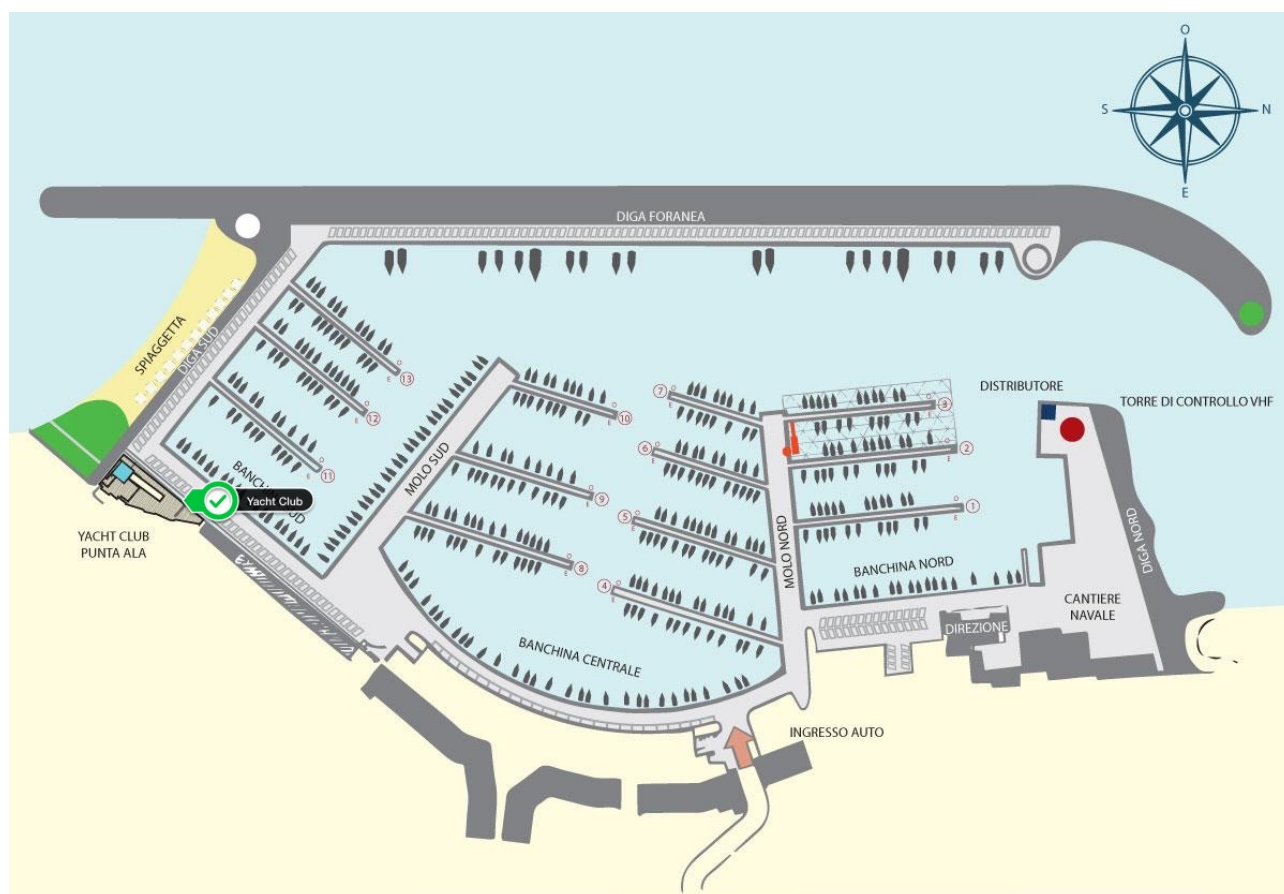 O
S
N
E
DIGA FORANEA
SPIAGGETTA
DIGA SUD
O
E
13
O
E
12
E
11
BANCHINA SUD
Yacht Club
YACHT CLUB
PUNTA ALA
MOLO SUD
O
E
10
O
E
9
O
E
8
7
O
E
6
O
E
5
O
E
4
O
E
BANCHINA CENTRALE
MOLO NORD
O
E
3
O
E
2
O
E
1
BANCHINA NORD
DISTRIBUTORE
TORRE DI CONTROLLO VHF
DIGA NORD
CANTIERE
NAVALE
DIREZIONE
INGRESSO AUTO